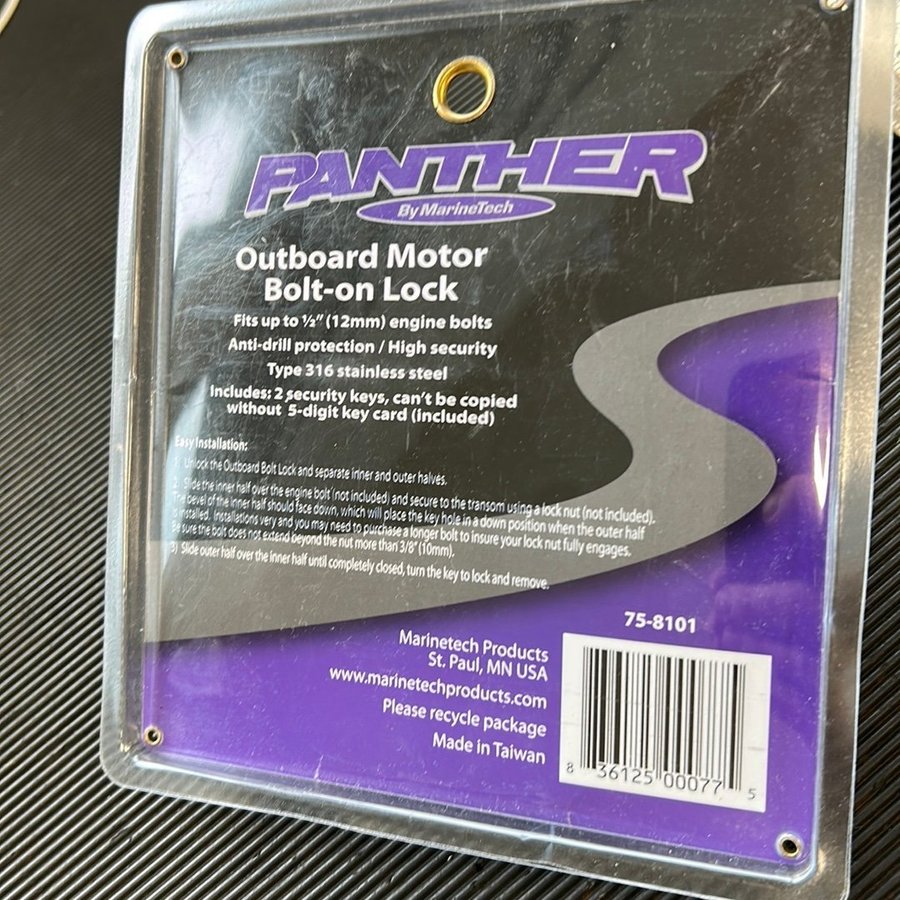 PANTHER
By MarineTech
Outboard Motor
Bolt-on Lock
Fits up to ½" (12mm) engine bolts
Anti-drill protection / High security
Type 316 stainless steel
Includes: 2 security keys, can't be copied
without 5-digit key card (included)
Easy Installation:
1. Unlock the Outboard Bolt Lock and separate inner and outer halves.
2. Slide the inner half over the engine bolt (not included) and secure to the transom using a lock nut (not included).
The bevel of the inner half should face down, which will place the key hole in a down position when the outer half
is installed. Installations very and you may need to purchase a longer bolt to insure your lock nut fully engages.
Be sure the bolt does not extend beyond the nut more than 3/8" (10mm).
3) Slide outer half over the inner half until completely closed, turn the key to lock and remove.
75-8101
Marinetech Products
St. Paul, MN USA
www.marinetechproducts.com
Please recycle package
Made in Taiwan
8 36125 00077 5